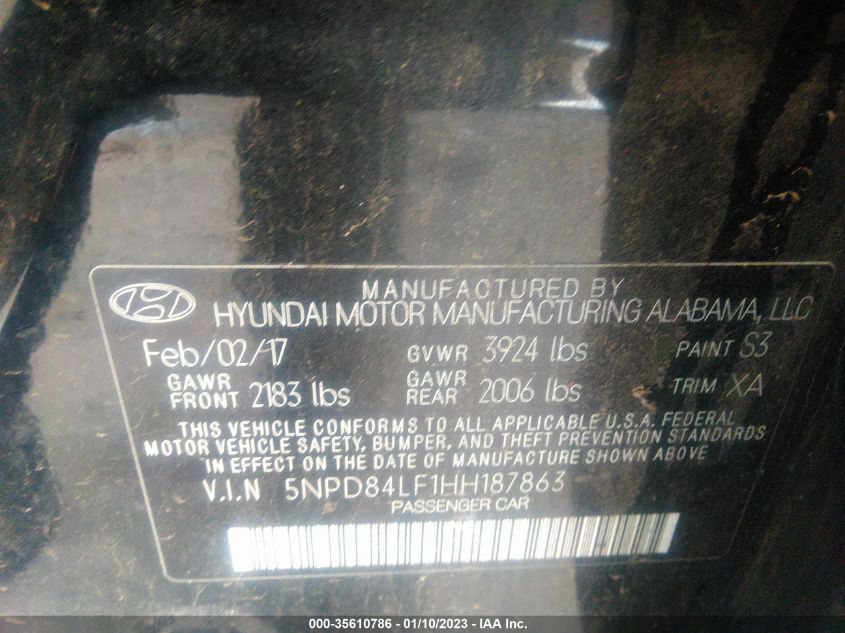 MANUFACTURED BY
HYUNDAI MOTOR MANUFACTURING ALABAMA, LLC
Feb/02/17 GVWR 3924 lbs PAINT S3
GAWR FRONT 2183 lbs GAWR REAR 2006 lbs TRIM XA
THIS VEHICLE CONFORMS TO ALL APPLICABLE U.S.A. FEDERAL
MOTOR VEHICLE SAFETY, BUMPER, AND THEFT PREVENTION STANDARDS
IN EFFECT ON THE DATE OF MANUFACTURE SHOWN ABOVE
V.I.N 5NPD84LF1HH187863
PASSENGER CAR
000-35610786 - 01/10/2023 - IAA Inc.